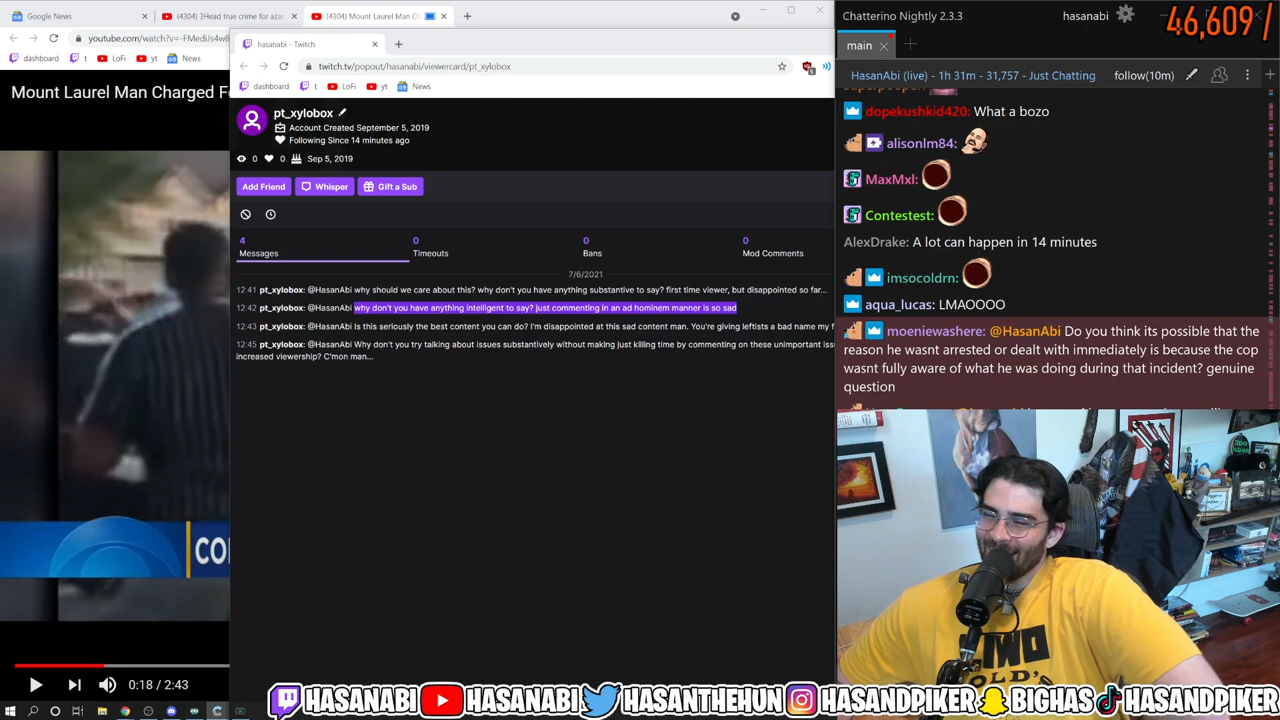 Google News
(4304) 3Head true crime for aza
(4304) Mount Laurel Man Ch
youtube.com/watch?v=-FMediJs4w8
dashboard
t
LoFi
yt
News
Mount Laurel Man Charged F
CO
0:18 / 2:43
hasanabi - Twitch
twitch.tv/popout/hasanabi/viewercard/pt_xylobox
dashboard
t
LoFi
yt
News
pt_xylobox
Account Created September 5, 2019
Following Since 14 minutes ago
0 0 Sep 5, 2019
Add Friend Whisper Gift a Sub
4 0 0 0
Messages Timeouts Bans Mod Comments
7/6/2021
12:41 pt_xylobox: @HasanAbi why should we care about this? why don't you have anything substantive to say? first time viewer, but disappointed so far...
12:42 pt_xylobox: @HasanAbi why don't you have anything intelligent to say? just commenting in an ad hominem manner is so sad
12:43 pt_xylobox: @HasanAbi Is this seriously the best content you can do? I'm disappointed at this sad content man. You're giving leftists a bad name my f
12:45 pt_xylobox: @HasanAbi Why don't you try talking about issues substantively without making just killing time by commenting on these unimportant iss
increased viewership? C'mon man...
Chatterino Nightly 2.3.3
hasanabi
46,609 /
main
HasanAbi (live) - 1h 31m - 31,757 - Just Chatting
follow(10m)
dopekushkid420: What a bozo
alisonlm84:
MaxMxl:
Contestest:
AlexDrake: A lot can happen in 14 minutes
imsocoldrn:
aqua_lucas: LMAOOOO
moeniewashere: @HasanAbi Do you think its possible that the
reason he wasnt arrested or dealt with immediately is because the cop
wasnt fully aware of what he was doing during that incident? genuine
question
HASANABI HASANABI HASANTHEHUN HASANDPIKER BIGHAS HASANDPIKER